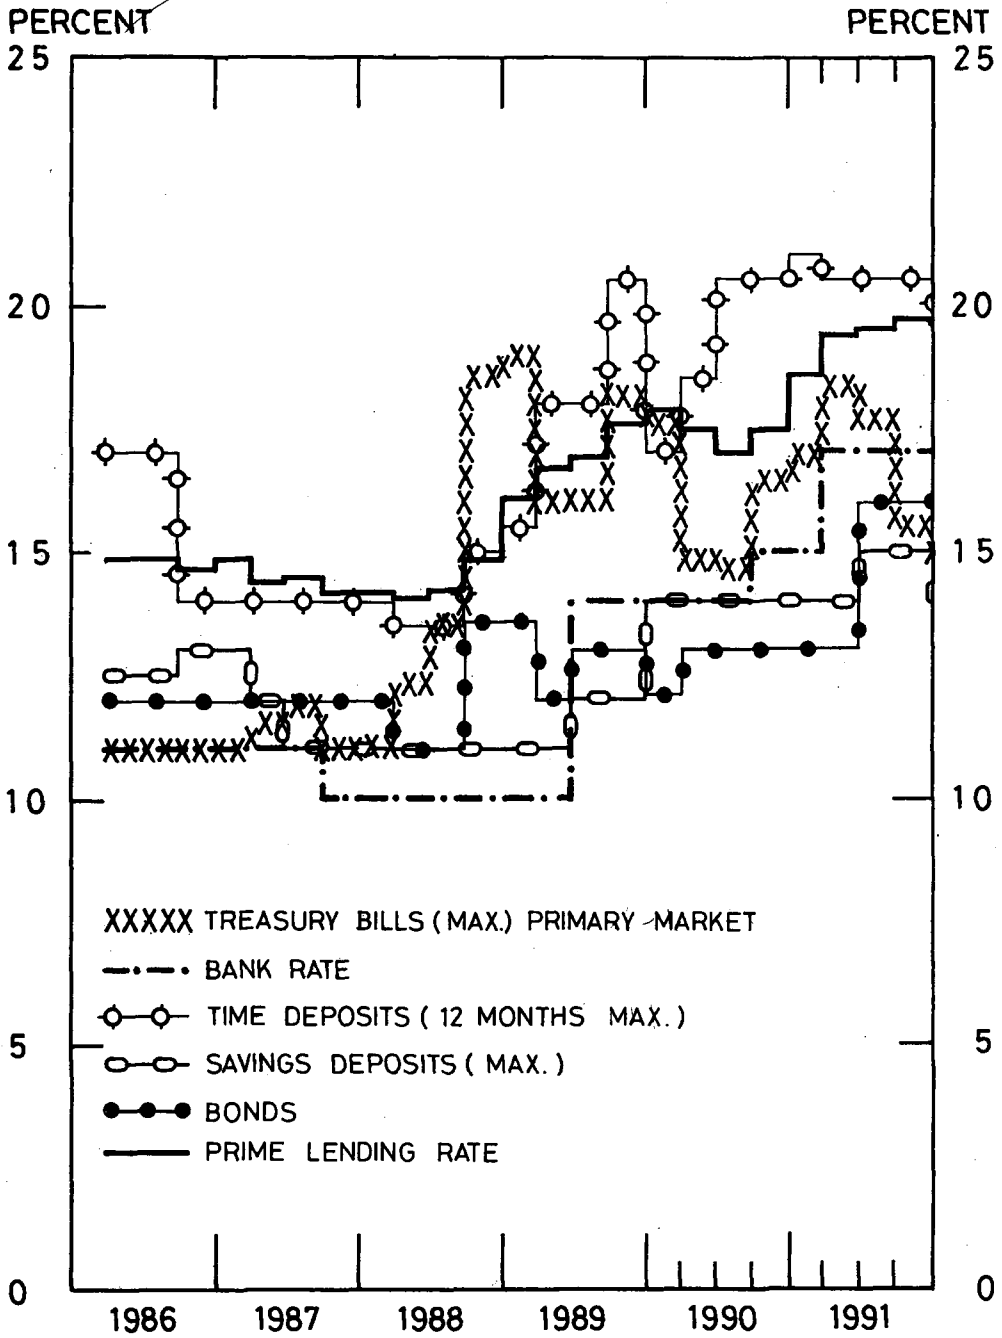 PERCENT PERCENT
25 25
20 20
15 15
10 10
XXXXX TREASURY BILLS (MAX.) PRIMARY MARKET
BANK RATE
TIME DEPOSITS ( 12 MONTHS MAX. )
5 5
SAVINGS DEPOSITS ( MAX. )
BONDS
PRIME LENDING RATE
0 0
1986 1987 1988 1989 1990 1991